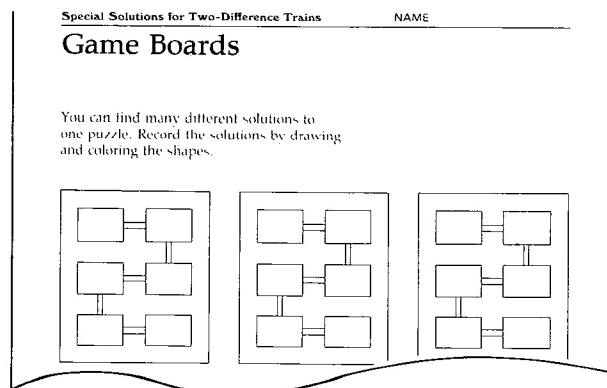 Special Solutions for Two-Difference Trains NAME
Game Boards
You can find many different solutions to
one puzzle. Record the solutions by drawing
and coloring the shapes.